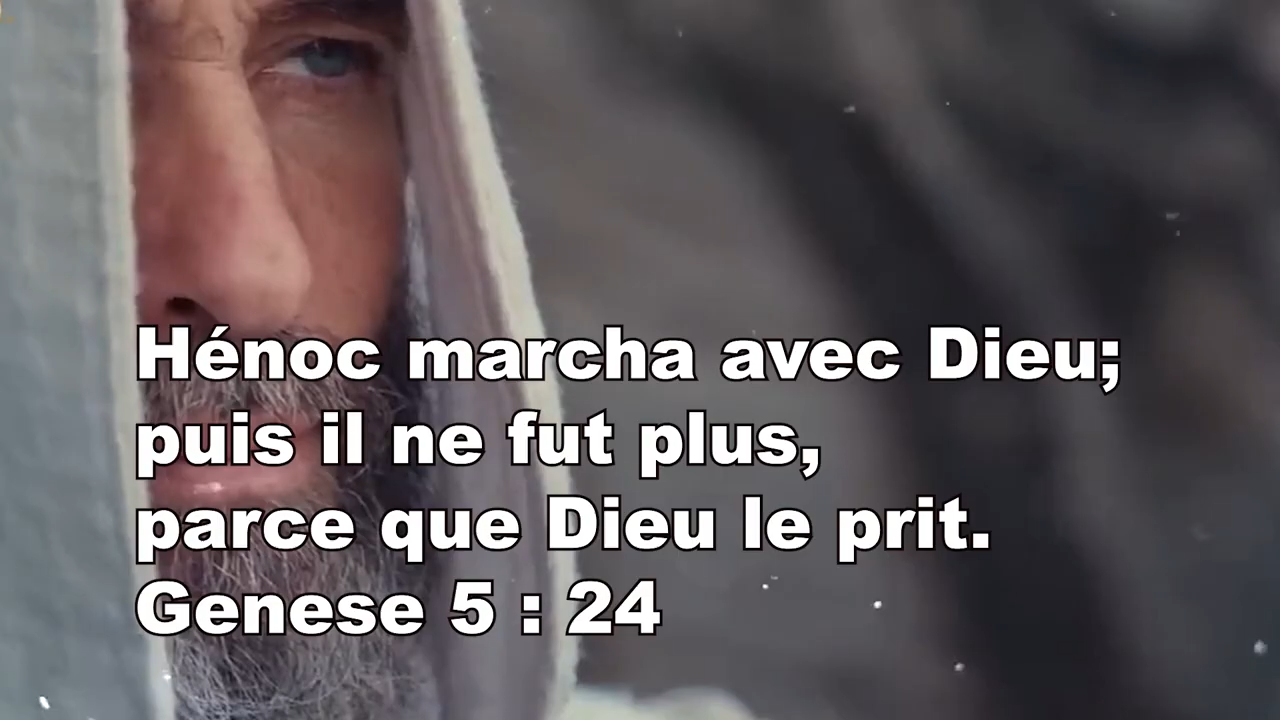 Hénoc marcha avec Dieu;
puis il ne fut plus,
parce que Dieu le prit.
Genese 5 : 24